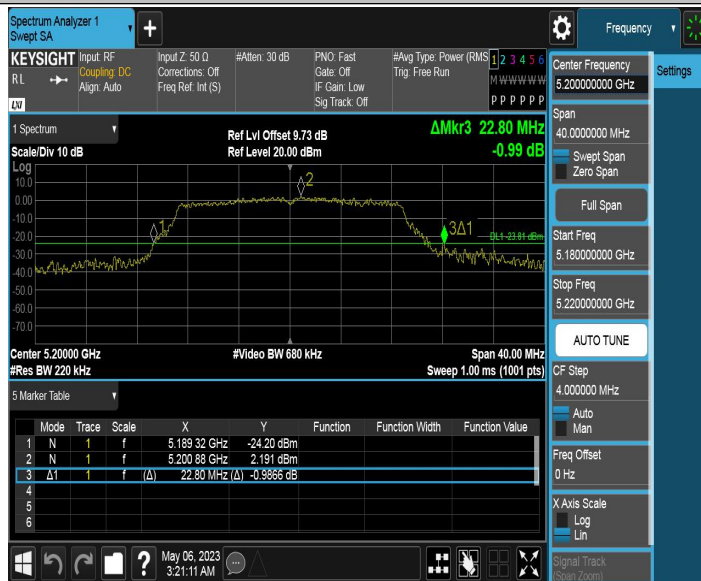 Spectrum Analyzer 1
Swept SA
+
Frequency
KEYSIGHT
RL
LXI
Input: RF
Coupling: DC
Align: Auto
Input Z: 50 Ω
Corrections: Off
Freq Ref: Int (S)
#Atten: 30 dB
PNO: Fast
Gate: Off
IF Gain: Low
Sig Track: Off
#Avg Type: Power (RMS
Trig: Free Run
1 2 3 4 5 6
M W W W W W
P P P P P P
1 Spectrum
Scale/Div 10 dB
Ref Lvl Offset 9.73 dB
Ref Level 20.00 dBm
ΔMkr3 22.80 MHz
-0.99 dB
Log
10.0
0.00
-10.0
-20.0
-30.0
-40.0
-50.0
-60.0
-70.0
1
2
3Δ1
DL1 -23.81 dBm
Center 5.20000 GHz
#Video BW 680 kHz
Span 40.00 MHz
#Res BW 220 kHz
Sweep 1.00 ms (1001 pts)
5 Marker Table
Mode Trace Scale X Y Function Function Width Function Value
1 N 1 f 5.189 32 GHz -24.20 dBm
2 N 1 f 5.200 88 GHz 2.191 dBm
3 Δ1 1 f (Δ) 22.80 MHz (Δ) -0.9866 dB
4
5
6
?
May 06, 2023
3:21:11 AM
Center Frequency
5.200000000 GHz
Settings
Span
40.0000000 MHz
Swept Span
Zero Span
Full Span
Start Freq
5.180000000 GHz
Stop Freq
5.220000000 GHz
AUTO TUNE
CF Step
4.000000 MHz
Auto
Man
Freq Offset
0 Hz
X Axis Scale
Log
Lin
Signal Track
(Span Zoom)